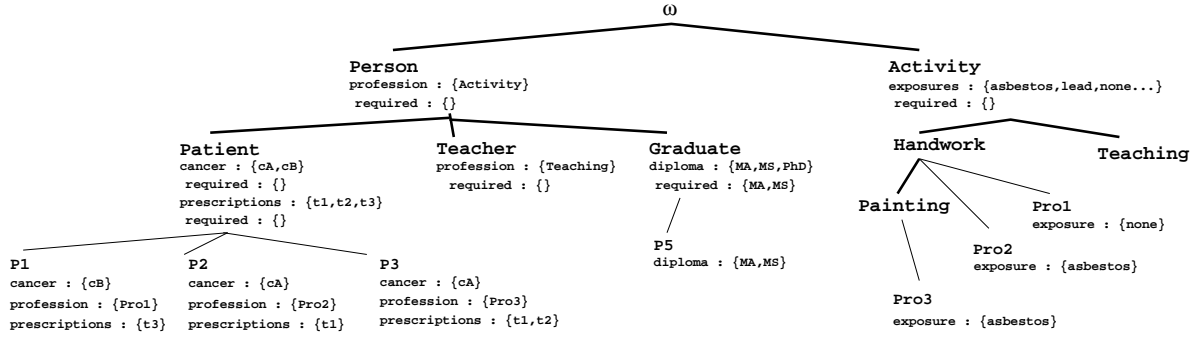 ω
Person
profession : {Activity}
required : {}
Activity
exposures : {asbestos,lead,none...}
required : {}
Patient
cancer : {cA,cB}
required : {}
prescriptions : {t1,t2,t3}
required : {}
Teacher
profession : {Teaching}
required : {}
Graduate
diploma : {MA,MS,PhD}
required : {MA,MS}
Handwork
Teaching
Painting
Pro1
exposure : {none}
Pro2
exposure : {asbestos}
Pro3
exposure : {asbestos}
P1
cancer : {cB}
profession : {Pro1}
prescriptions : {t3}
P2
cancer : {cA}
profession : {Pro2}
prescriptions : {t1}
P3
cancer : {cA}
profession : {Pro3}
prescriptions : {t1,t2}
P5
diploma : {MA,MS}